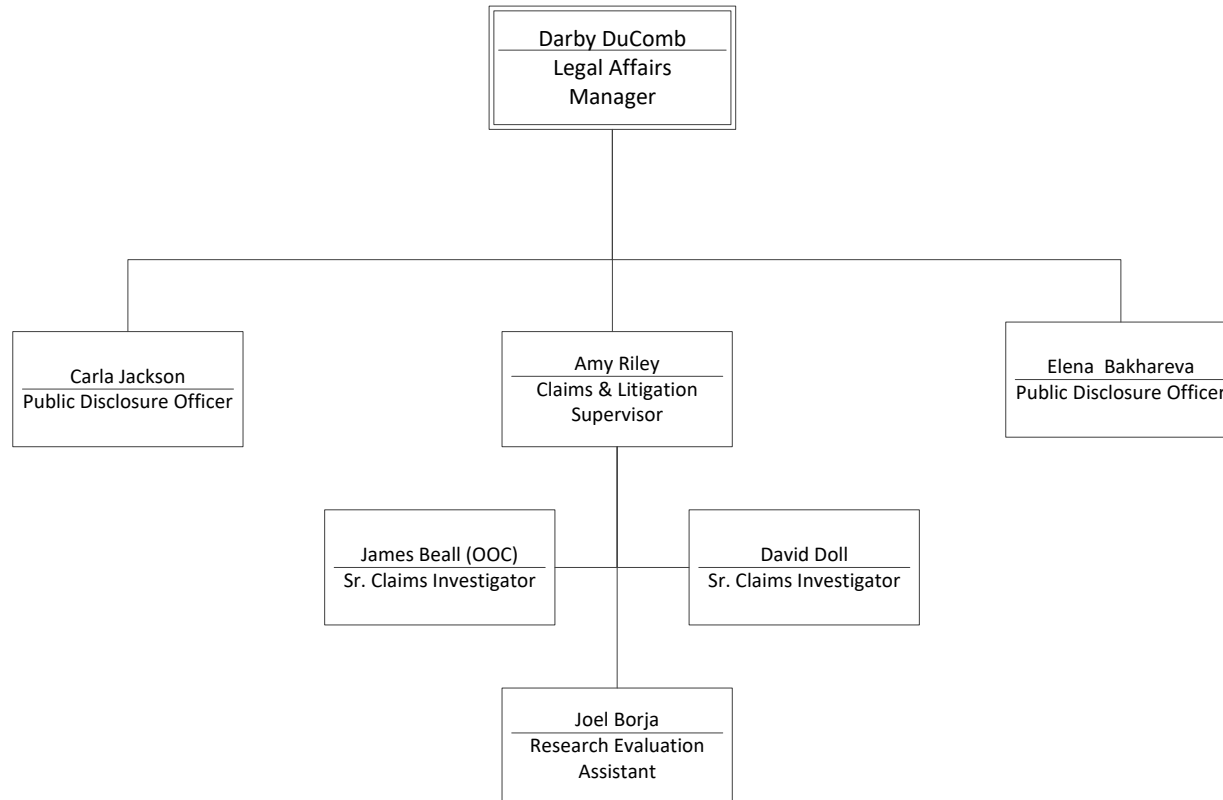 Darby DuComb
Legal Affairs
Manager
Carla Jackson
Public Disclosure Officer
Amy Riley
Claims & Litigation
Supervisor
Elena  Bakhareva
Public Disclosure Officer
James Beall (OOC)
Sr. Claims Investigator
David Doll
Sr. Claims Investigator
Joel Borja
Research Evaluation
Assistant